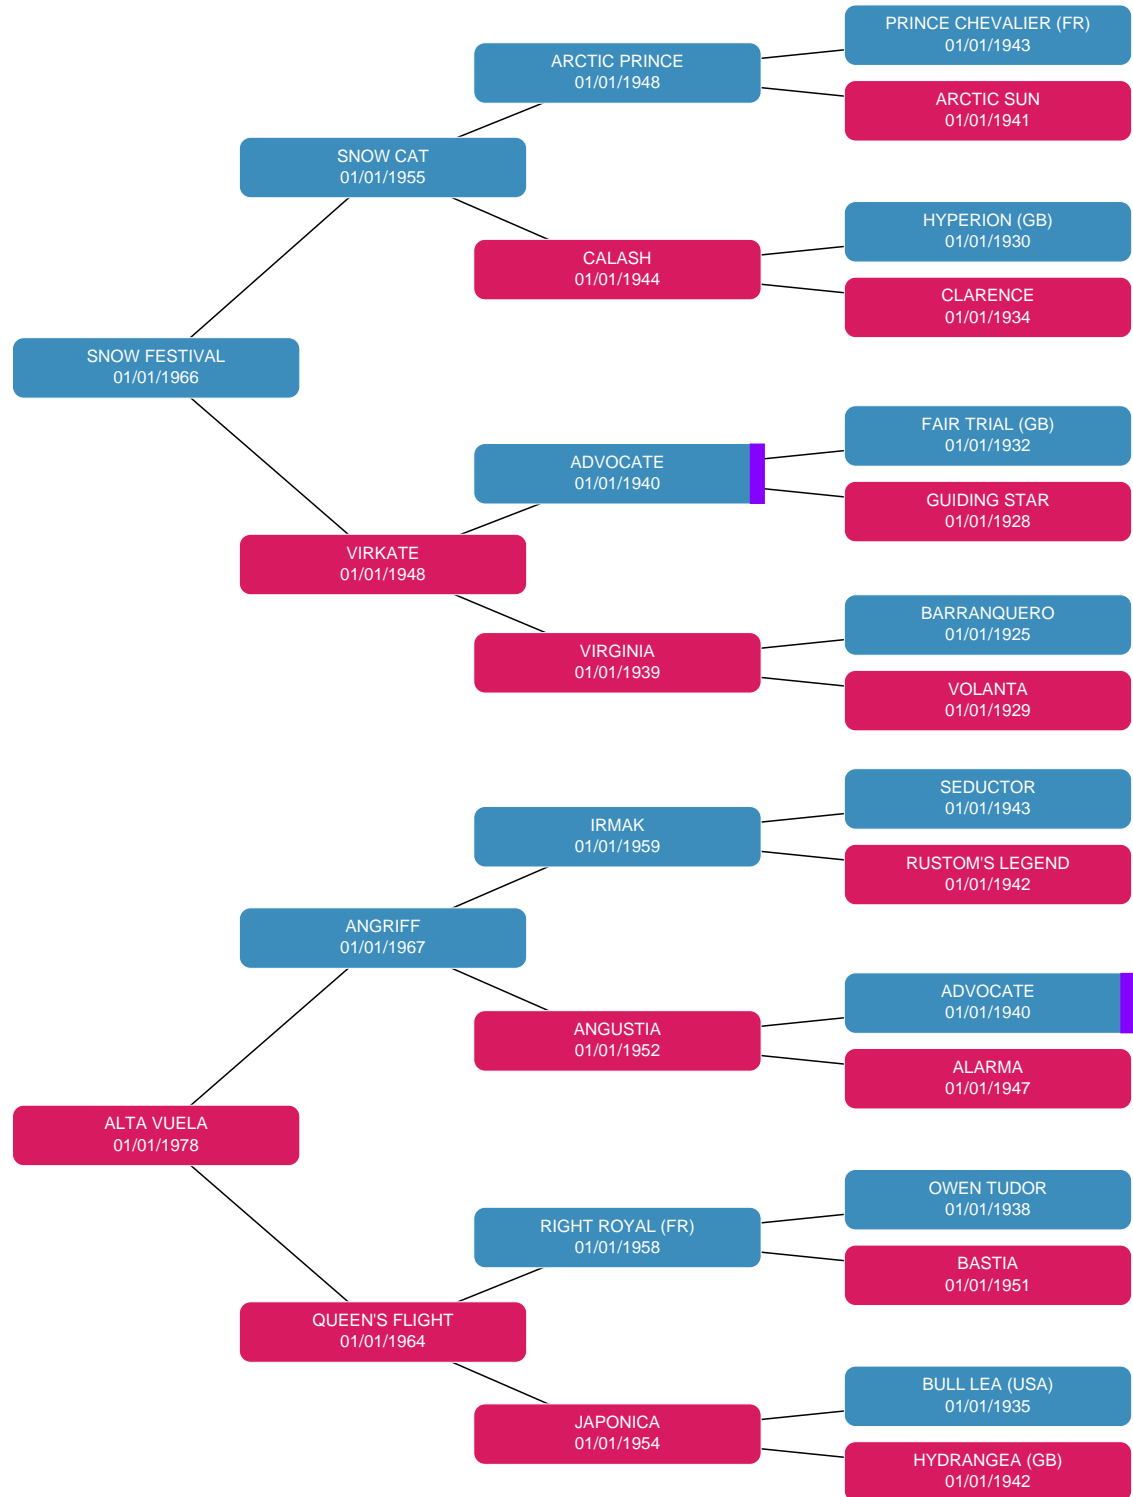 PRINCE CHEVALIER (FR)
01/01/1943
ARCTIC PRINCE
01/01/1948
ARCTIC SUN
01/01/1941
SNOW CAT
01/01/1955
HYPERION (GB)
01/01/1930
CALASH
01/01/1944
CLARENCE
01/01/1934
SNOW FESTIVAL
01/01/1966
FAIR TRIAL (GB)
01/01/1932
ADVOCATE
01/01/1940
GUIDING STAR
01/01/1928
VIRKATE
01/01/1948
BARRANQUERO
01/01/1925
VIRGINIA
01/01/1939
VOLANTA
01/01/1929
SEDUCTOR
01/01/1943
IRMAK
01/01/1959
RUSTOM'S LEGEND
01/01/1942
ANGRIFF
01/01/1967
ADVOCATE
01/01/1940
ANGUSTIA
01/01/1952
ALARMA
01/01/1947
ALTA VUELA
01/01/1978
OWEN TUDOR
01/01/1938
RIGHT ROYAL (FR)
01/01/1958
BASTIA
01/01/1951
QUEEN'S FLIGHT
01/01/1964
BULL LEA (USA)
01/01/1935
JAPONICA
01/01/1954
HYDRANGEA (GB)
01/01/1942